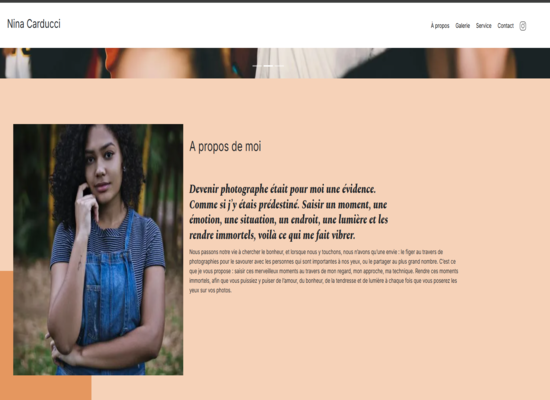 Nina Carducci
À propos Galerie Service Contact
A propos de moi
Devenir photographe était pour moi une évidence.
Comme si j'y étais prédestiné. Saisir un moment, une
émotion, une situation, un endroit, une lumière et les
rendre immortels, voilà ce qui me fait vibrer.
Nous passons notre vie à chercher le bonheur, et lorsque nous y touchons, nous n'avons qu'une envie : le figer au travers de
photographies pour le savourer avec les personnes qui sont importantes à nos yeux, ou le partager au plus grand nombre. C'est ce
que je vous propose : saisir ces merveilleux moments au travers de mon regard, mon approche, ma technique. Rendre ces moments
immortels, afin que vous puissiez y puiser de l'amour, du bonheur, de la tendresse et de lumière à chaque fois que vous poserez les
yeux sur vos photos.